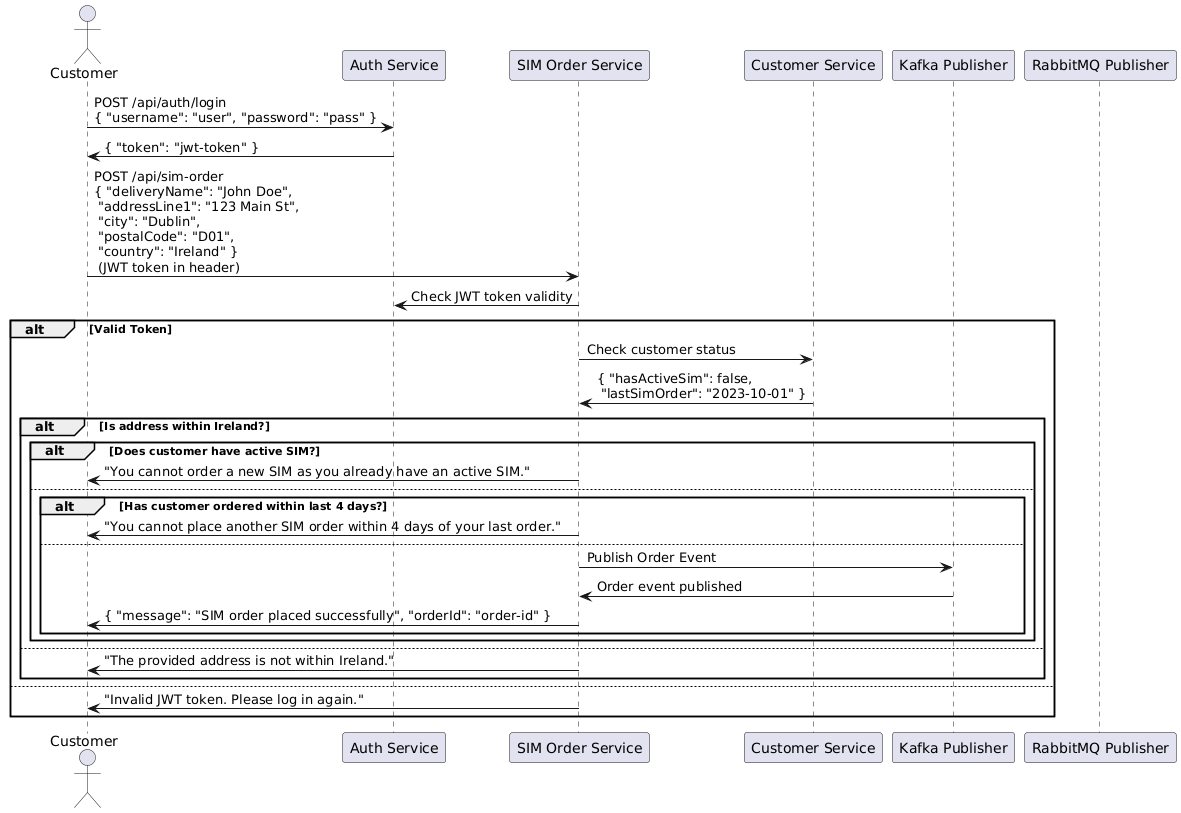 Customer
Auth Service
SIM Order Service
Customer Service
Kafka Publisher
RabbitMQ Publisher
POST /api/auth/login
{ "username": "user", "password": "pass" }
{ "token": "jwt-token" }
POST /api/sim-order
{ "deliveryName": "John Doe",
"addressLine1": "123 Main St",
"city": "Dublin",
"postalCode": "D01",
"country": "Ireland" }
(JWT token in header)
Check JWT token validity
alt [Valid Token]
Check customer status
{ "hasActiveSim": false,
"lastSimOrder": "2023-10-01" }
alt [Is address within Ireland?]
alt [Does customer have active SIM?]
"You cannot order a new SIM as you already have an active SIM."
alt [Has customer ordered within last 4 days?]
"You cannot place another SIM order within 4 days of your last order."
Publish Order Event
Order event published
{ "message": "SIM order placed successfully", "orderId": "order-id" }
"The provided address is not within Ireland."
"Invalid JWT token. Please log in again."
Customer
Auth Service
SIM Order Service
Customer Service
Kafka Publisher
RabbitMQ Publisher